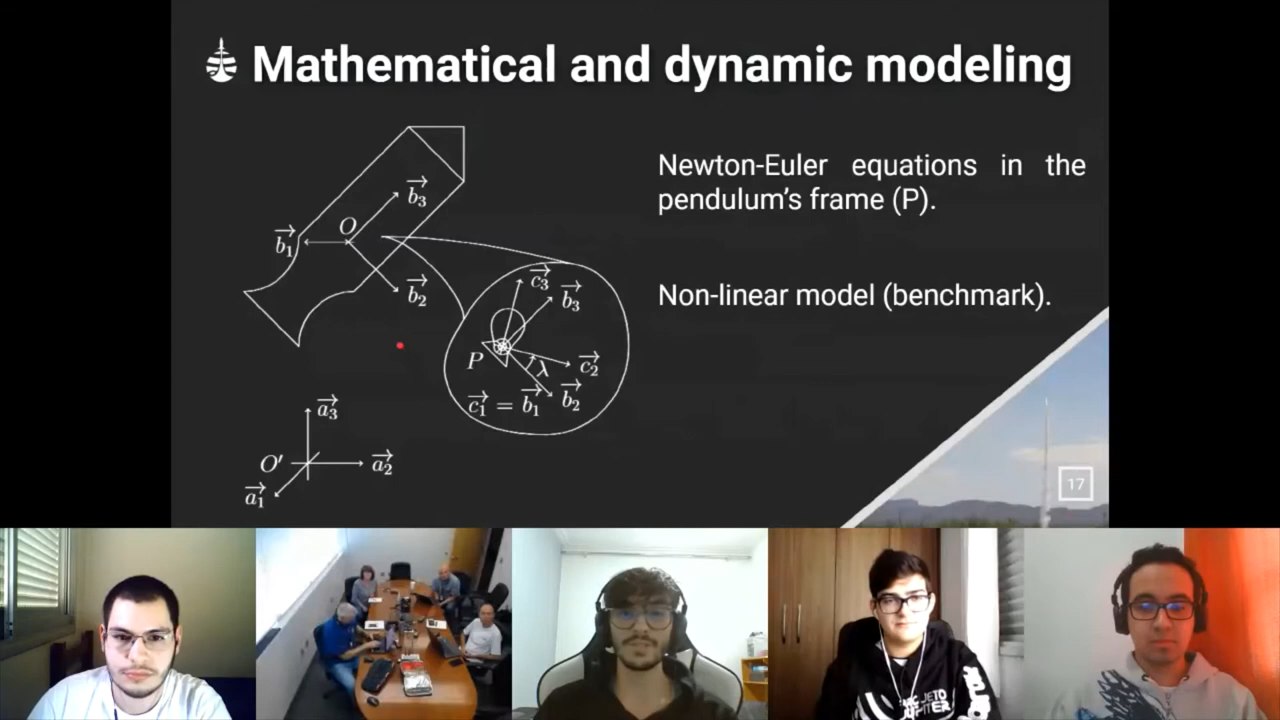 Mathematical and dynamic modeling
Newton-Euler equations in the
pendulum's frame (P).
Non-linear model (benchmark).
b₃
O
b₁
b₂
c₃
b₃
P
λ
c₂
c₁ = b₁
b₂
a₃
O′
a₂
a₁
17